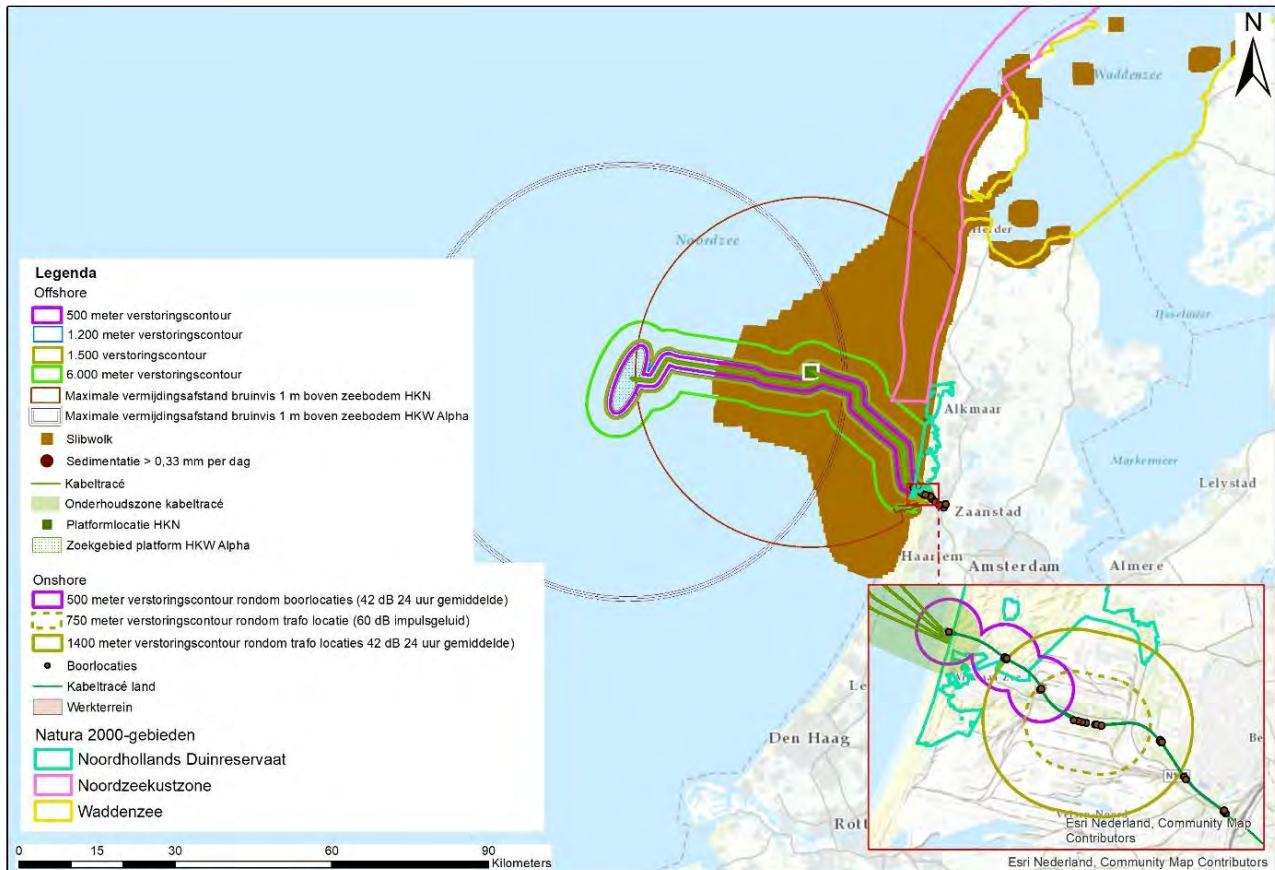 N
Waddenzee
Noordzee
Helder
IJsselmeer
Alkmaar
Markermeer
Lelystad
Zaanstad
Haarlem
Amsterdam
Almere
Den Haag
Legenda
Offshore
500 meter verstoringscontour
1.200 meter verstoringscontour
1.500 verstoringscontour
6.000 meter verstoringscontour
Maximale vermijdingsafstand bruinvis 1 m boven zeebodem HKN
Maximale vermijdingsafstand bruinvis 1 m boven zeebodem HKW Alpha
Slibwolk
Sedimentatie > 0,33 mm per dag
Kabeltracé
Onderhoudszone kabeltracé
Platformlocatie HKN
Zoekgebied platform HKW Alpha
Onshore
500 meter verstoringscontour rondom boorlocaties (42 dB 24 uur gemiddelde)
750 meter verstoringscontour rondom trafo locatie (60 dB impulsgeluid)
1400 meter verstoringscontour rondom trafo locaties 42 dB 24 uur gemiddelde)
Boorlocaties
Kabeltracé land
Werkterrein
Natura 2000-gebieden
Noordhollands Duinreservaat
Noordzeekustzone
Waddenzee
0 15 30 60 90
Kilometers
Be
Esri Nederland, Community Map
Contributors
Esri Nederland, Community Map Contributors